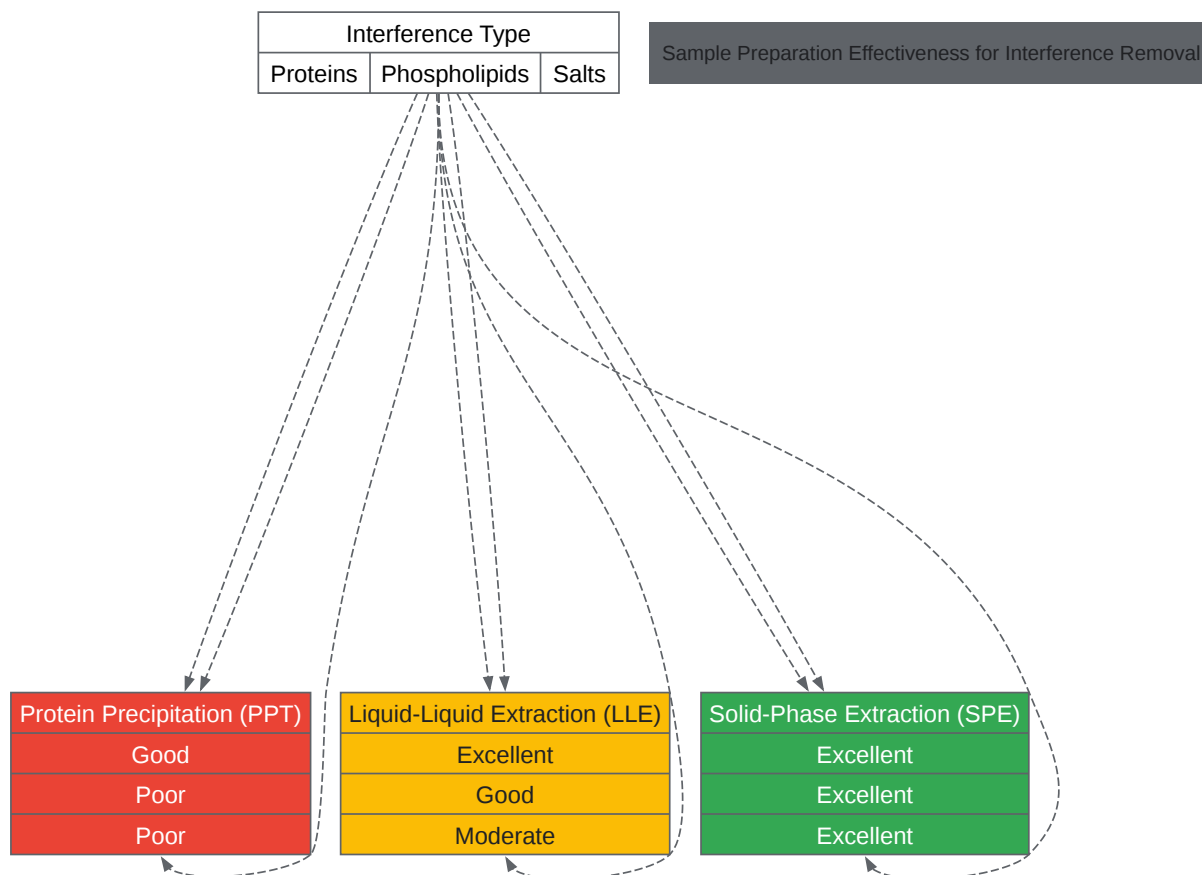 Interference Type
Proteins Phospholipids Salts
Sample Preparation Effectiveness for Interference Removal
Protein Precipitation (PPT)
Good
Poor
Poor
Liquid-Liquid Extraction (LLE)
Excellent
Good
Moderate
Solid-Phase Extraction (SPE)
Excellent
Excellent
Excellent